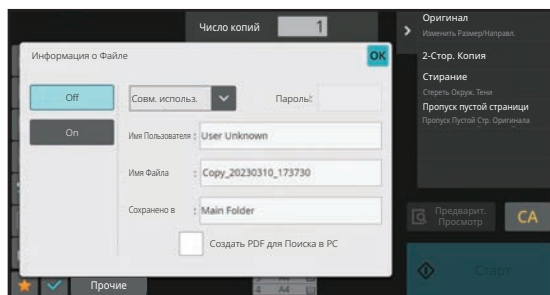 Число копий 1
Информация о Файле
OK
Off
On
Совм. использ.
Пароль:
Имя Пользователя : User Unknown
Имя Файла : Copy_20230310_173730
Сохранено в : Main Folder
Создать PDF для Поиска в PC
Прочие
4 A4
Оригинал
Изменить Размер/Направл.
2-Стор. Копия
Стирание
Стереть Окруж. Тени
Пропуск пустой страници
Пропуск Пустой Стр. Оригинала
Предварит. Просмотр
CA
Старт